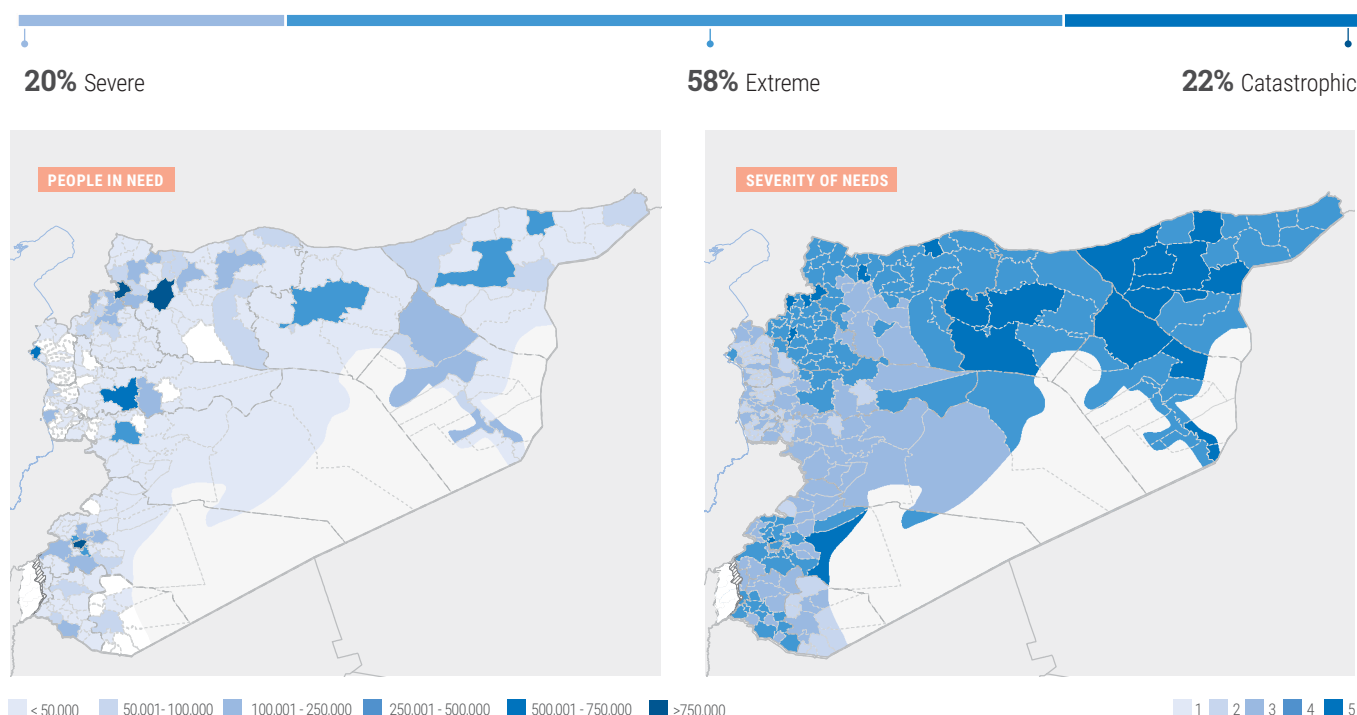 20% Severe
58% Extreme
22% Catastrophic
PEOPLE IN NEED
SEVERITY OF NEEDS
< 50.000 50.001- 100.000 100.001 - 250.000 250.001 - 500.000 500.001 - 750.000 >750.000
1 2 3 4 5